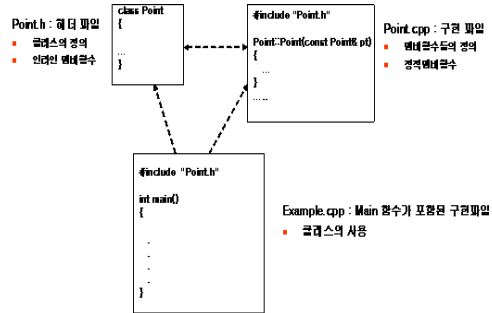 Point.h : 헤더 파일
클래스의 정의
인라인 멤버함수
class Point
{
...
}
#include "Point.h"
Point::Point(const Point& pt)
{
...
}
.....
Point.cpp : 구현 파일
멤버함수들의 정의
정적멤버함수
#include "Point.h"
int main()
{
.
.
.
.
}
Example.cpp : Main 함수가 포함된 구현파일
클래스의 사용